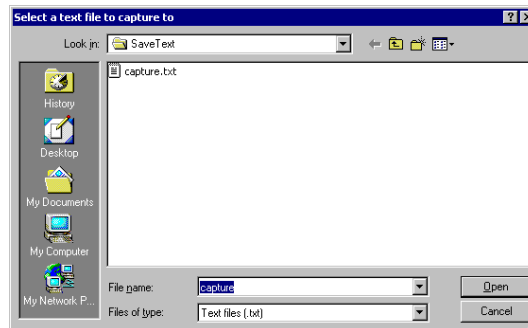 Select a text file to capture to
Look in: SaveText
capture.txt
History
Desktop
My Documents
My Computer
My Network P...
File name: capture Open
Files of type: Text files (.txt) Cancel